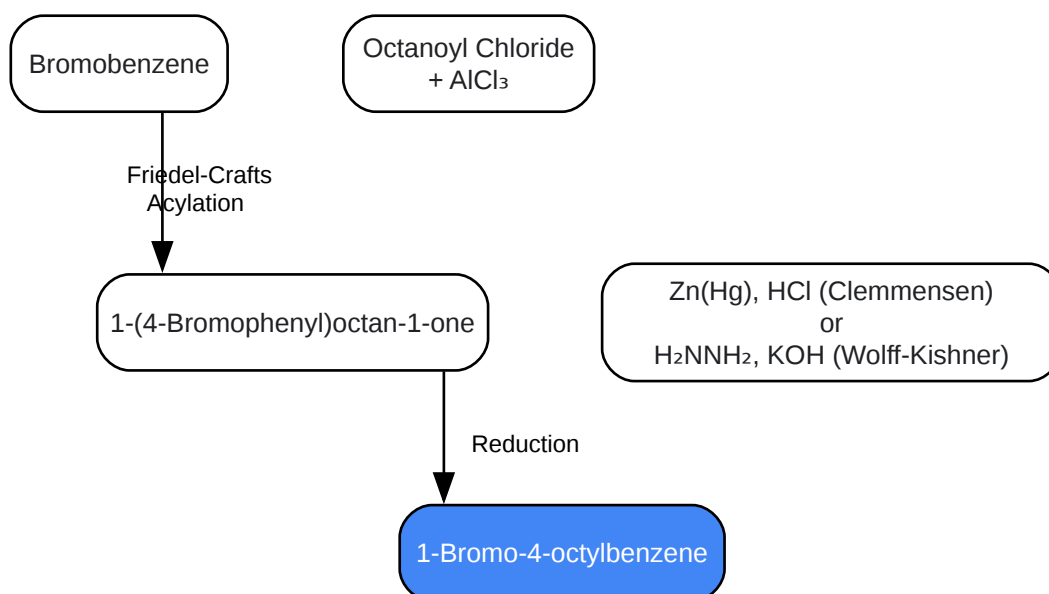 Bromobenzene
Octanoyl Chloride
+ AlCl₃
Friedel-Crafts
Acylation
1-(4-Bromophenyl)octan-1-one
Zn(Hg), HCl (Clemmensen)
or
H₂NNH₂, KOH (Wolff-Kishner)
Reduction
1-Bromo-4-octylbenzene